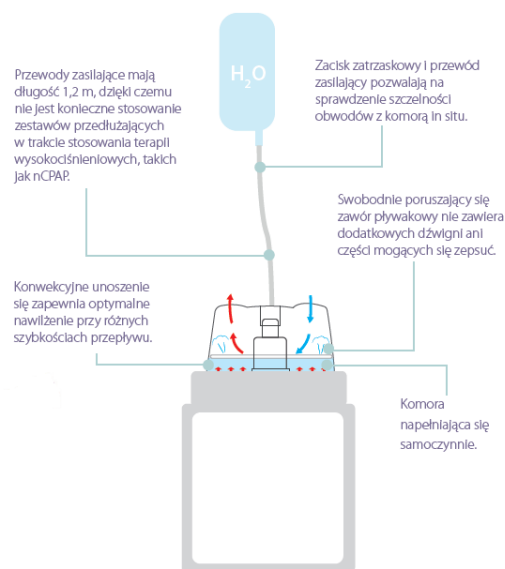 H₂O
Przewody zasilające mają
długość 1,2 m, dzięki czemu
nie jest konieczne stosowanie
zestawów przedłużających
w trakcie stosowania terapii
wysokociśnieniowych, takich
jak nCPAP.
Zacisk zatrzaskowy i przewód
zasilający pozwalają na
sprawdzenie szczelności
obwodów z komorą in situ.
Swobodnie poruszający się
zawór pływakowy nie zawiera
dodatkowych dźwigni ani
części mogących się zepsuć.
Konwekcyjne unoszenie
się zapewnia optymalne
nawilżenie przy różnych
szybkościach przepływu.
Komora
napełniająca się
samoczynnie.